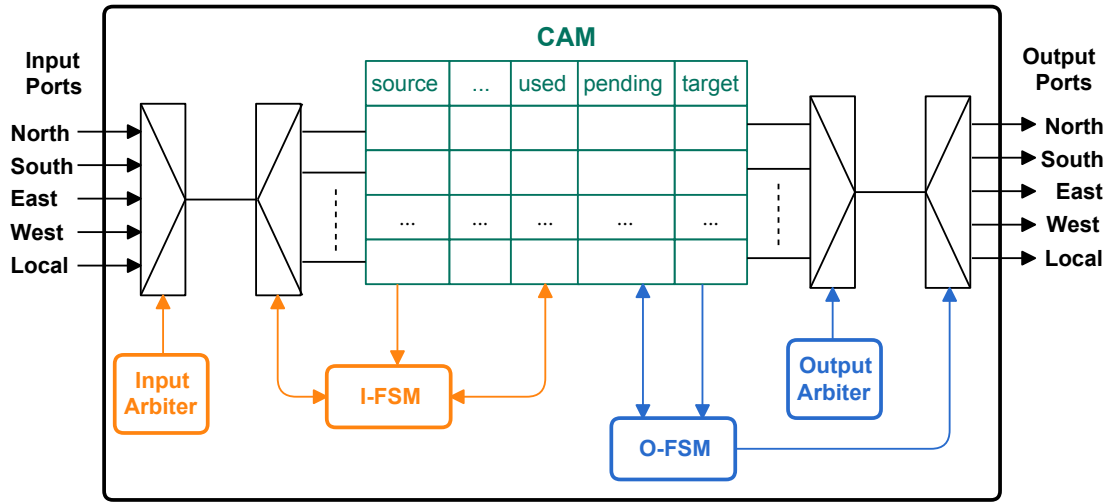 CAM
Input
Ports
Output
Ports
source ... used pending target
North
South
East
West
Local
... ... ... ... ...
North
South
East
West
Local
Input
Arbiter
I-FSM
Output
Arbiter
O-FSM